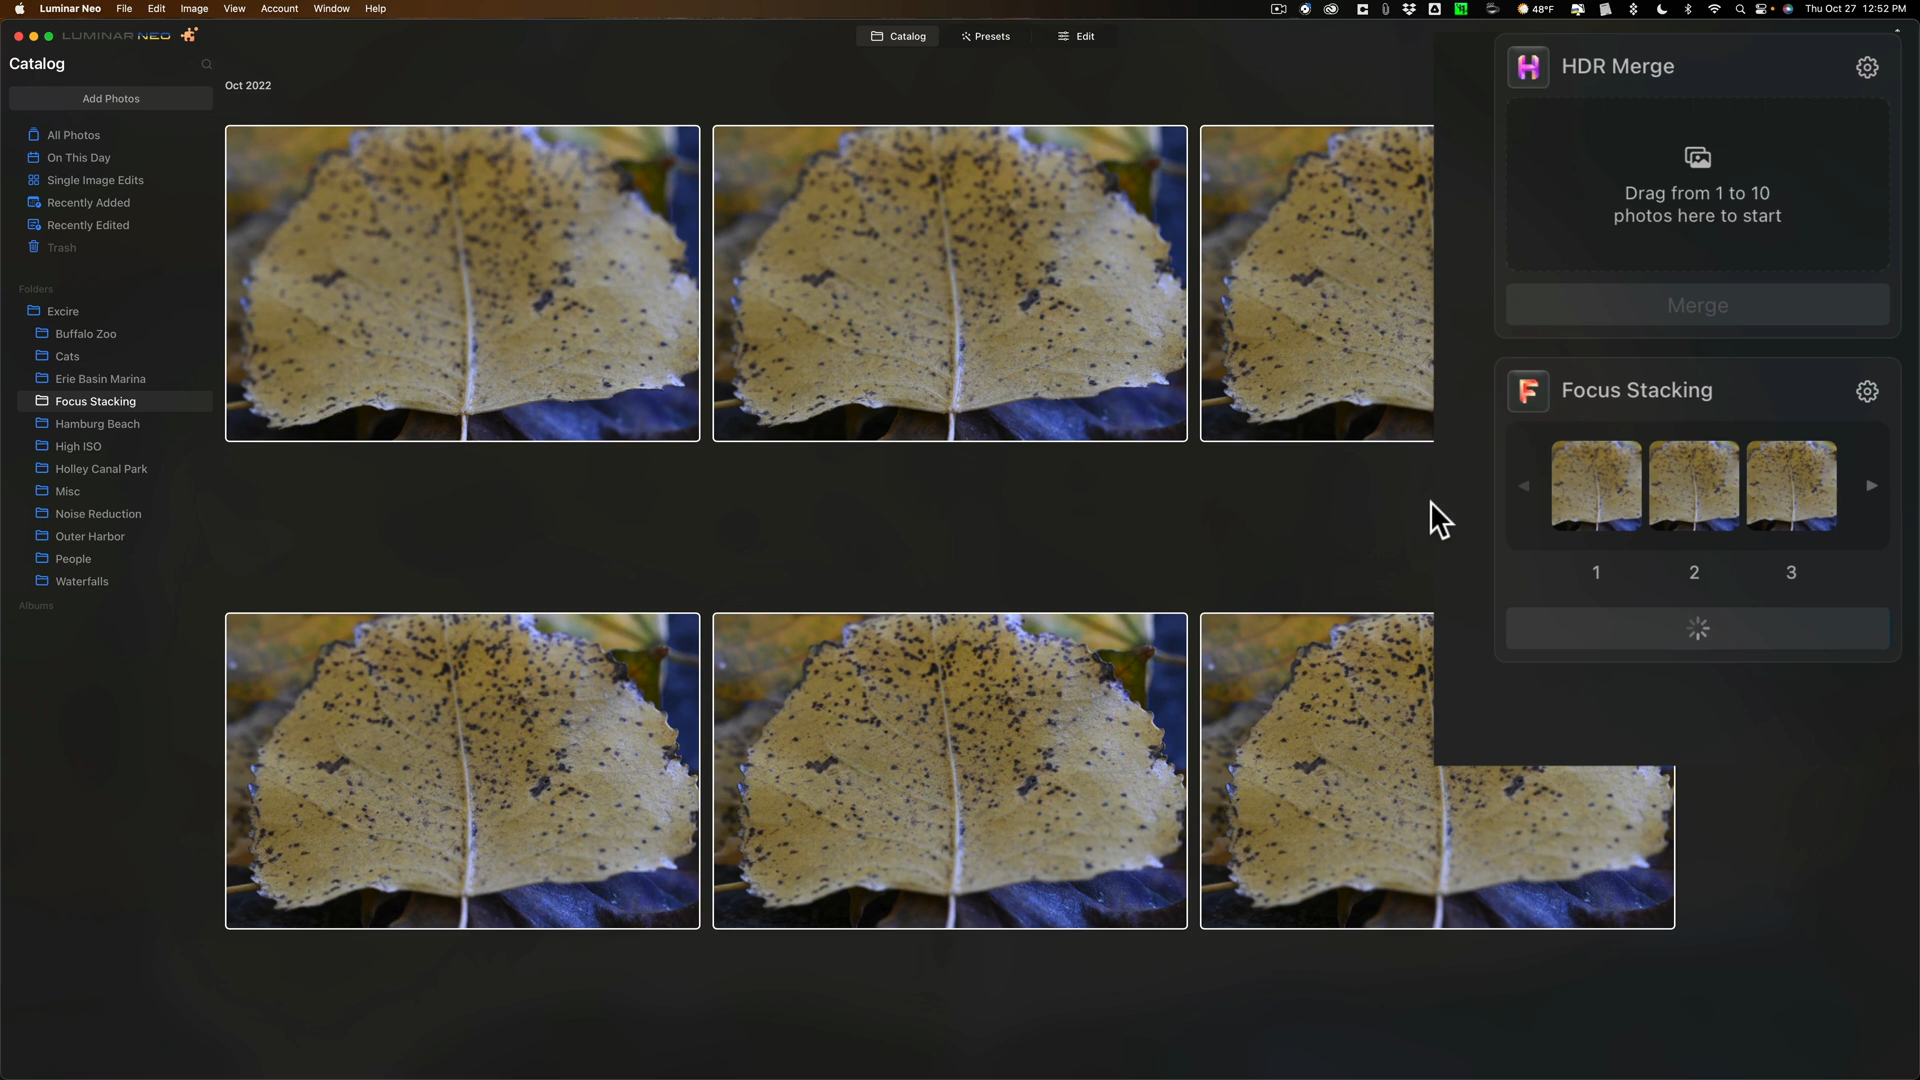 Luminar Neo File Edit Image View Account Window Help 48°F Thu Oct 27 12:52 PM
LUMINAR NEO
Catalog Presets Edit
Catalog
Add Photos
All Photos
On This Day
Single Image Edits
Recently Added
Recently Edited
Trash
Folders
Excire
Buffalo Zoo
Cats
Erie Basin Marina
Focus Stacking
Hamburg Beach
High ISO
Holley Canal Park
Misc
Noise Reduction
Outer Harbor
People
Waterfalls
Albums
Oct 2022
H HDR Merge
Drag from 1 to 10
photos here to start
Merge
F Focus Stacking
1 2 3